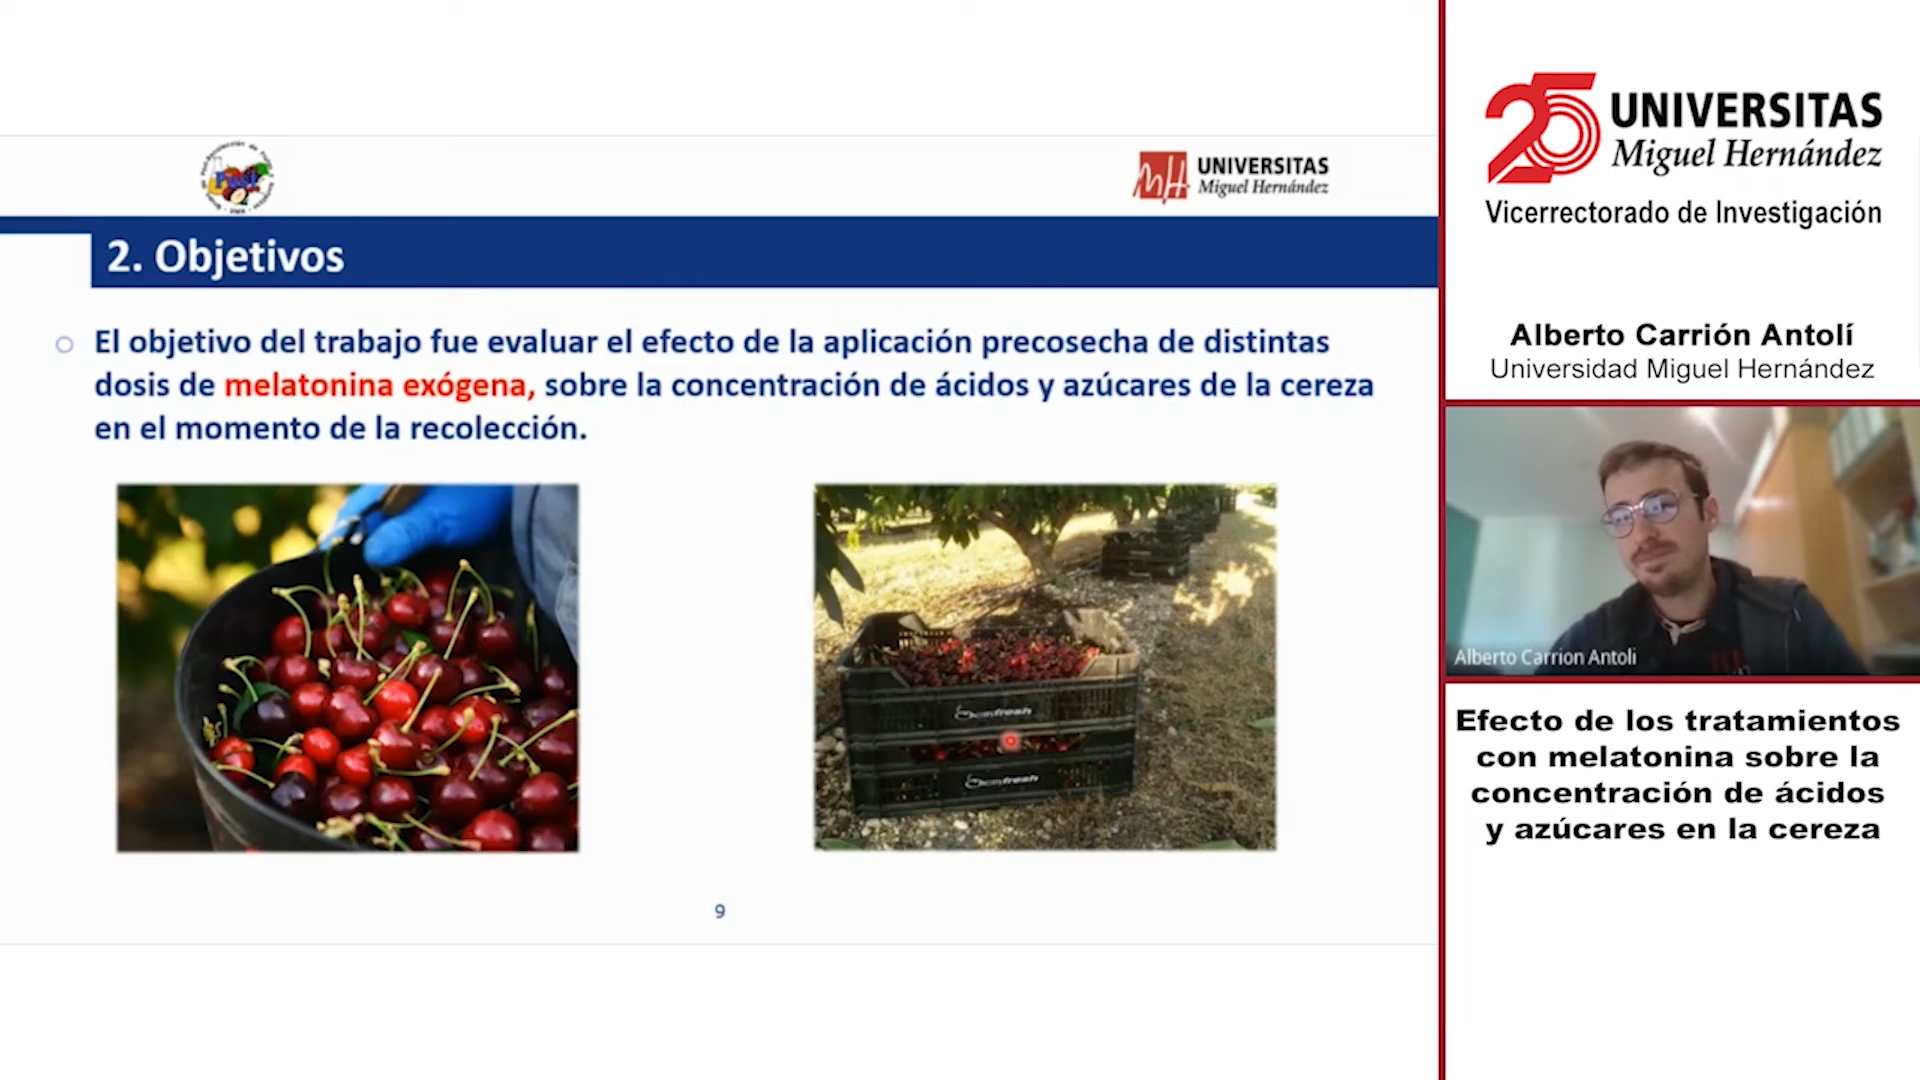 UNIVERSITAS
Miguel Hernández
2. Objetivos
El objetivo del trabajo fue evaluar el efecto de la aplicación precosecha de distintas
dosis de melatonina exógena, sobre la concentración de ácidos y azúcares de la cereza
en el momento de la recolección.
9
25 UNIVERSITAS
Miguel Hernández
Vicerrectorado de Investigación
Alberto Carrión Antolí
Universidad Miguel Hernández
Alberto Carrion Antoli
Efecto de los tratamientos
con melatonina sobre la
concentración de ácidos
y azúcares en la cereza